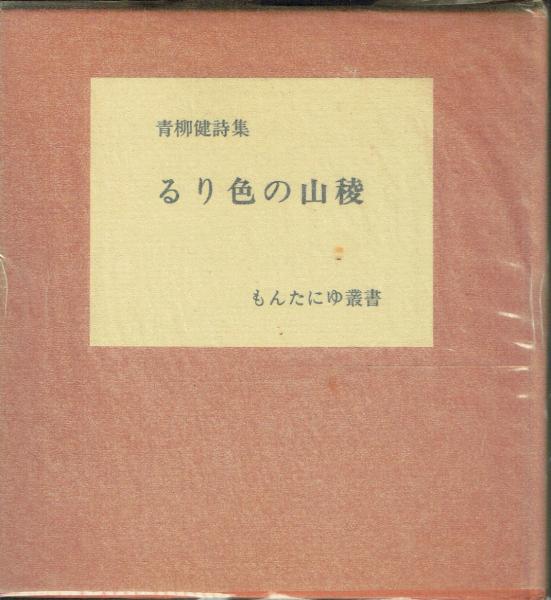 青柳健詩集
るり色の山稜
もんたにゆ叢書